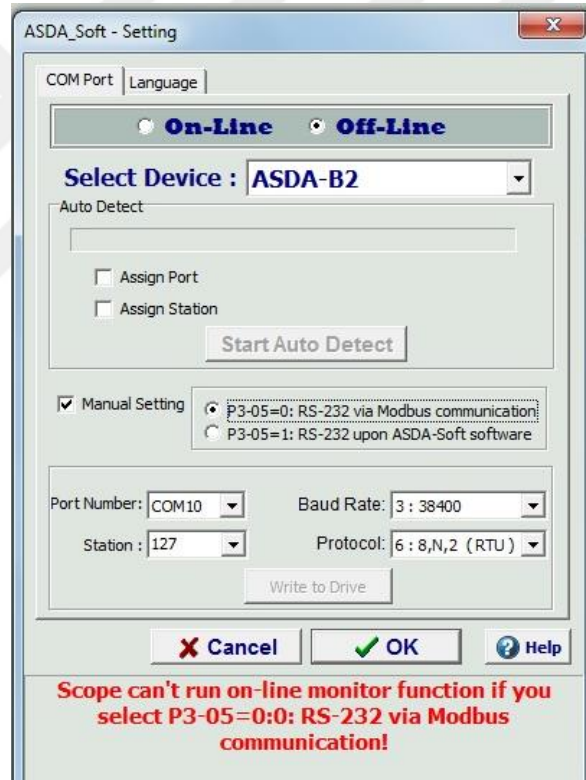 ASDA_Soft - Setting
COM Port Language
On-Line Off-Line
Select Device : ASDA-B2
Auto Detect
Assign Port
Assign Station
Start Auto Detect
Manual Setting
P3-05=0: RS-232 via Modbus communication
P3-05=1: RS-232 upon ASDA-Soft software
Port Number: COM10 Baud Rate: 3 : 38400
Station : 127 Protocol: 6 : 8,N,2 (RTU)
Write to Drive
Cancel OK Help
Scope can't run on-line monitor function if you
select P3-05=0:0: RS-232 via Modbus
communication!